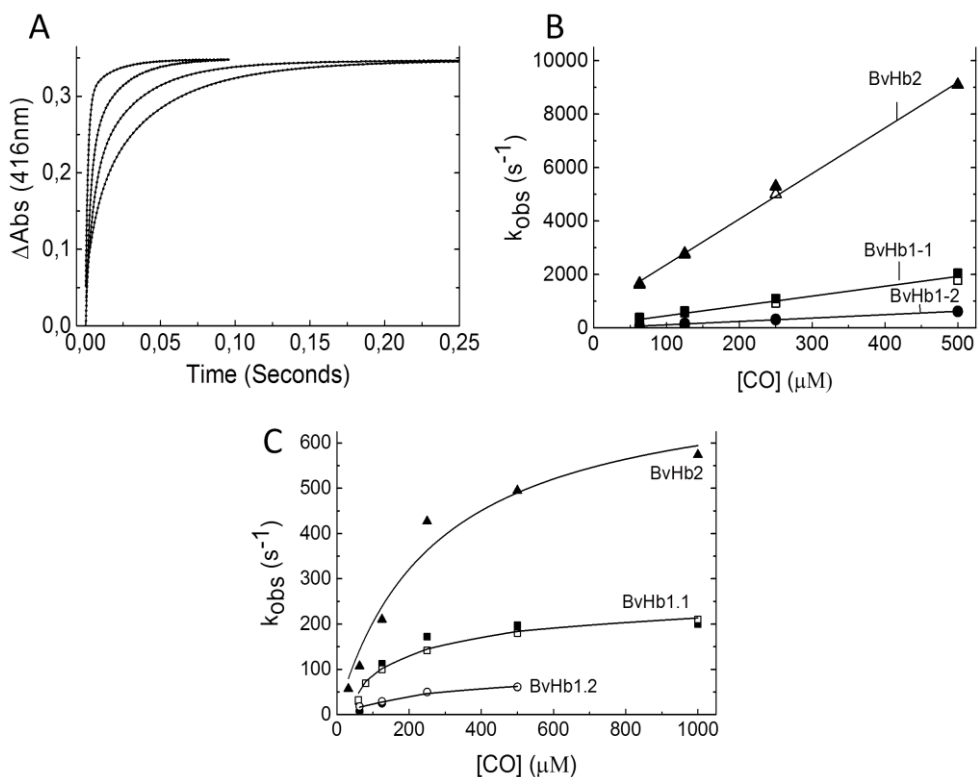 A
0,3
0,2
0,1
0,0
ΔAbs (416nm)
0,00 0,05 0,10 0,15 0,20 0,25
Time (Seconds)
B
10000
8000
6000
4000
2000
0
kobs (s-1)
BvHb2
BvHb1-1
BvHb1-2
0 100 200 300 400 500
[CO] (μM)
C
600
500
400
300
200
100
0
kobs (s-1)
BvHb2
BvHb1.1
BvHb1.2
0 200 400 600 800 1000
[CO] (μM)